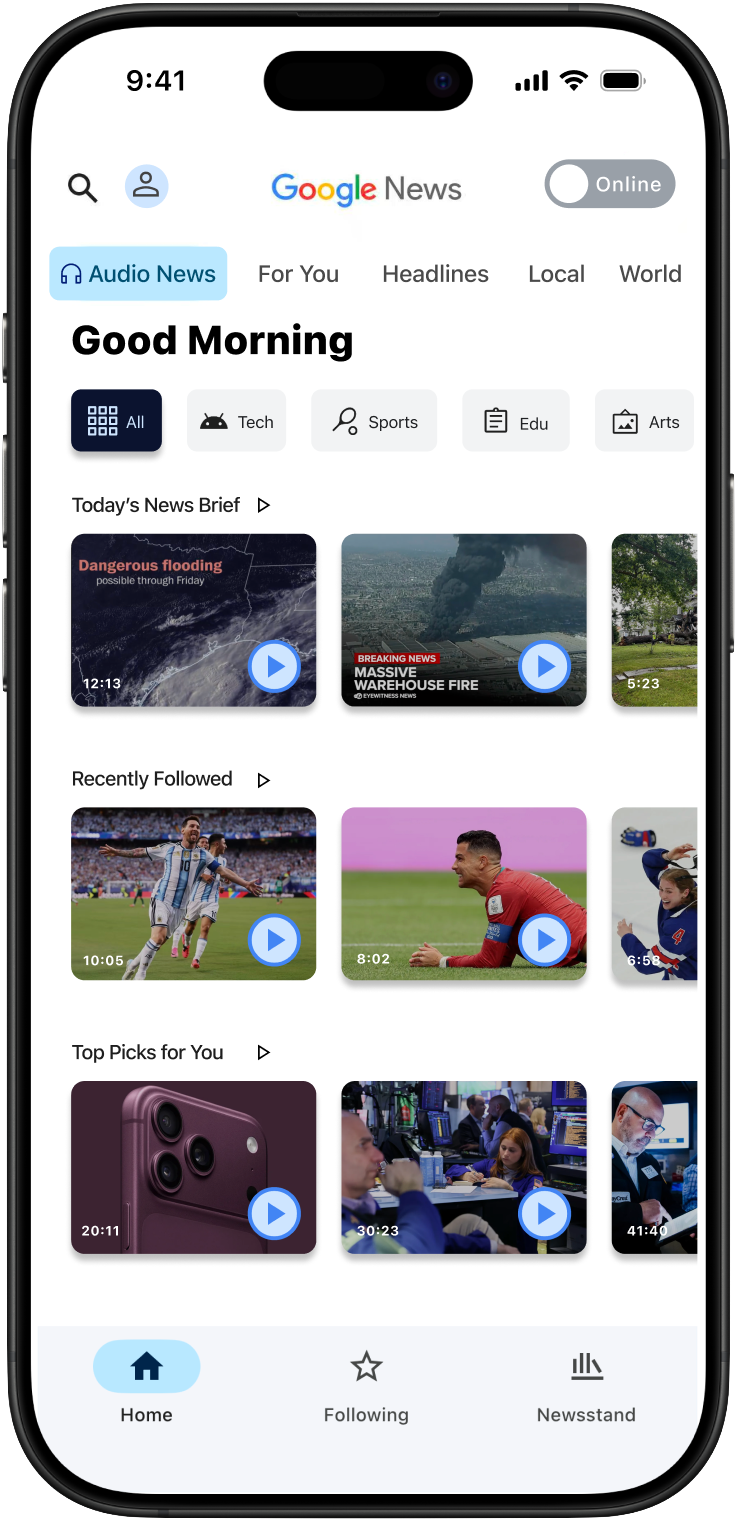 9:41
Google News
Online
Audio News
For You
Headlines
Local
World
Good Morning
All
Tech
Sports
Edu
Arts
Today's News Brief
Dangerous flooding
possible through Friday
12:13
BREAKING NEWS
MASSIVE
WAREHOUSE FIRE
EYEWITNESS NEWS
5:23
Recently Followed
10
10:05
8:02
4
6:58
Top Picks for You
20:11
30:23
41:40
Home
Following
Newsstand